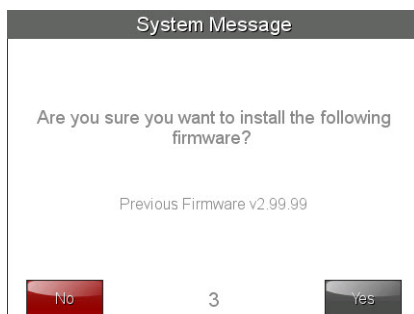 System Message
Are you sure you want to install the following
firmware?
Previous Firmware v2.99.99
No
3
Yes